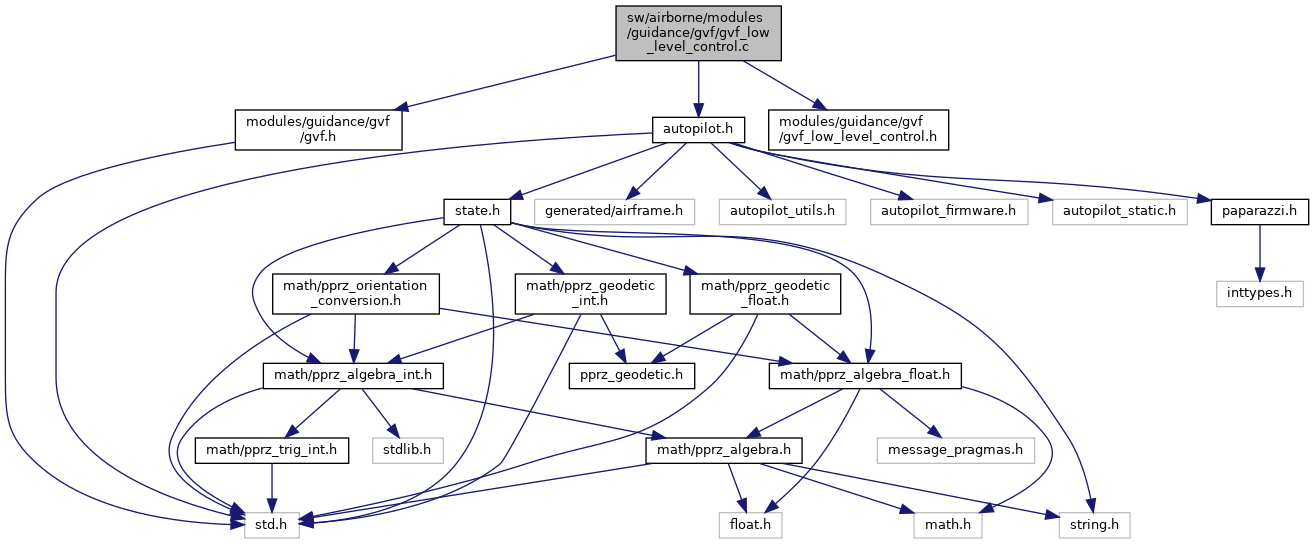 sw/airborne/modules
/guidance/gvf/gvf_low
_level_control.c
modules/guidance/gvf
/gvf.h
autopilot.h
modules/guidance/gvf
/gvf_low_level_control.h
state.h
generated/airframe.h
autopilot_utils.h
autopilot_firmware.h
autopilot_static.h
paparazzi.h
math/pprz_orientation
_conversion.h
math/pprz_geodetic
_int.h
math/pprz_geodetic
_float.h
inttypes.h
math/pprz_algebra_int.h
pprz_geodetic.h
math/pprz_algebra_float.h
math/pprz_trig_int.h
stdlib.h
math/pprz_algebra.h
message_pragmas.h
std.h
float.h
math.h
string.h